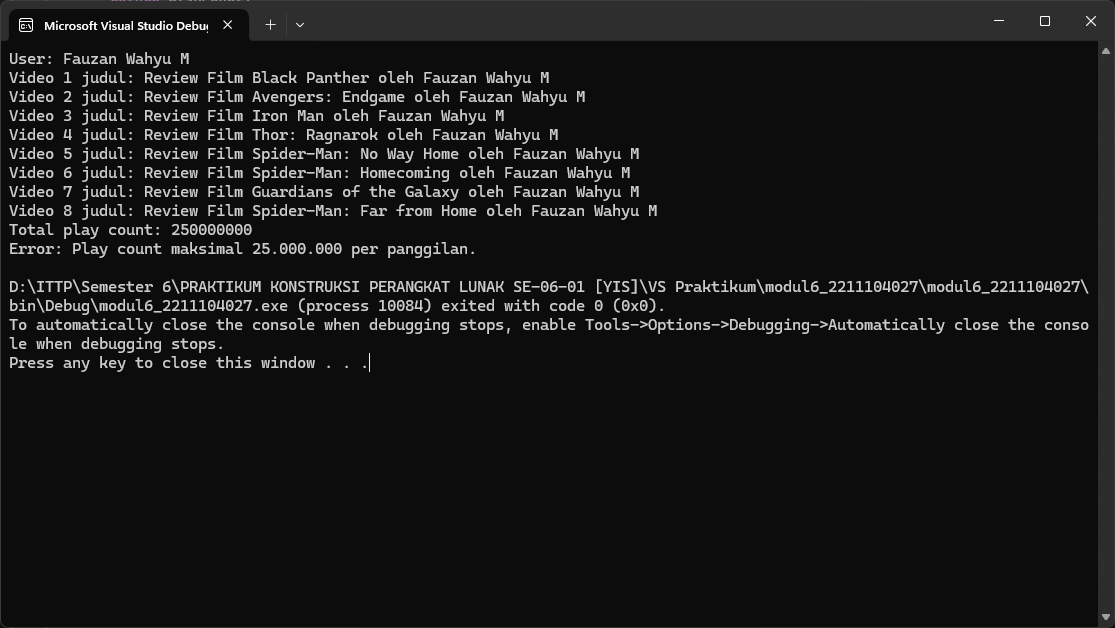 Microsoft Visual Studio Debug
User: Fauzan Wahyu M
Video 1 judul: Review Film Black Panther oleh Fauzan Wahyu M
Video 2 judul: Review Film Avengers: Endgame oleh Fauzan Wahyu M
Video 3 judul: Review Film Iron Man oleh Fauzan Wahyu M
Video 4 judul: Review Film Thor: Ragnarok oleh Fauzan Wahyu M
Video 5 judul: Review Film Spider-Man: No Way Home oleh Fauzan Wahyu M
Video 6 judul: Review Film Spider-Man: Homecoming oleh Fauzan Wahyu M
Video 7 judul: Review Film Guardians of the Galaxy oleh Fauzan Wahyu M
Video 8 judul: Review Film Spider-Man: Far from Home oleh Fauzan Wahyu M
Total play count: 250000000
Error: Play count maksimal 25.000.000 per panggilan.
D:\ITTP\Semester 6\PRAKTIKUM KONSTRUKSI PERANGKAT LUNAK SE-06-01 [YIS]\VS Praktikum\modul6_2211104027\modul6_2211104027\
bin\Debug\modul6_2211104027.exe (process 10084) exited with code 0 (0x0).
To automatically close the console when debugging stops, enable Tools->Options->Debugging->Automatically close the conso
le when debugging stops.
Press any key to close this window . . .